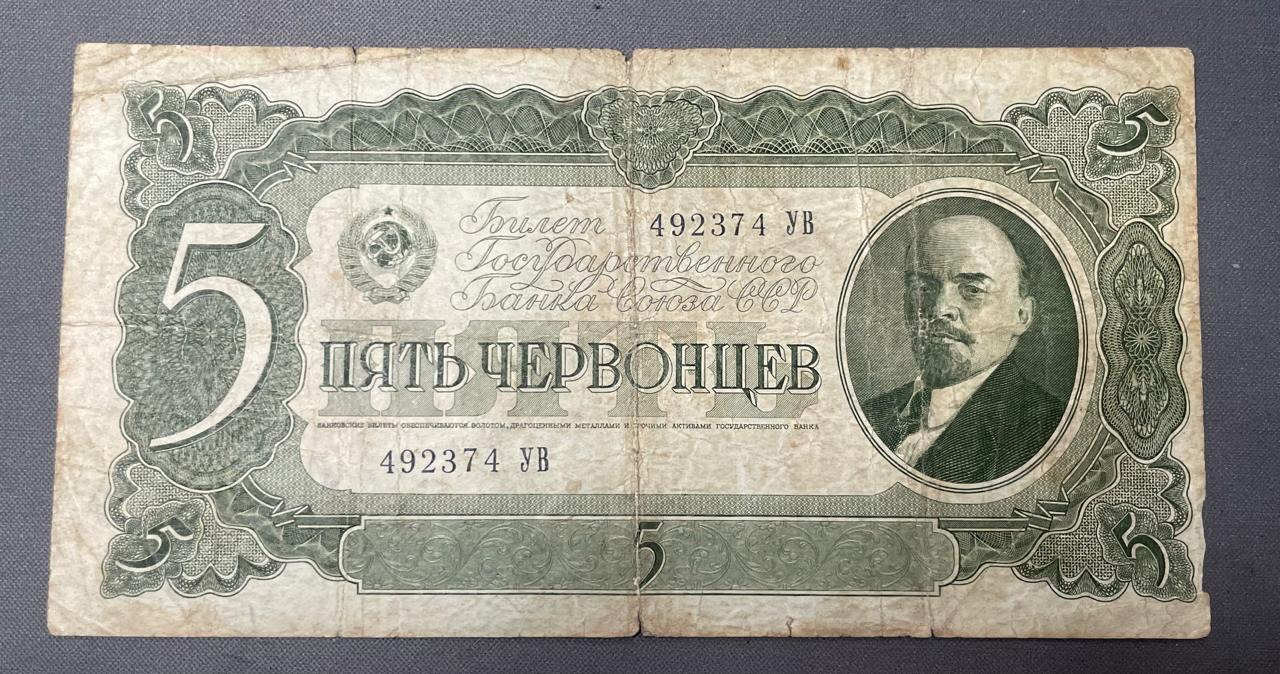 5 5
5
Билет 492374 УВ
Государственного
Банка Союза ССР
ПЯТЬ
ПЯТЬ ЧЕРВОНЦЕВ
БАНКОВСКИЕ БИЛЕТЫ ОБЕСПЕЧИВАЮТСЯ ЗОЛОТОМ, ДРАГОЦЕННЫМИ МЕТАЛЛАМИ И ПРОЧИМИ АКТИВАМИ ГОСУДАРСТВЕННОГО БАНКА
492374 УВ
5 5 5